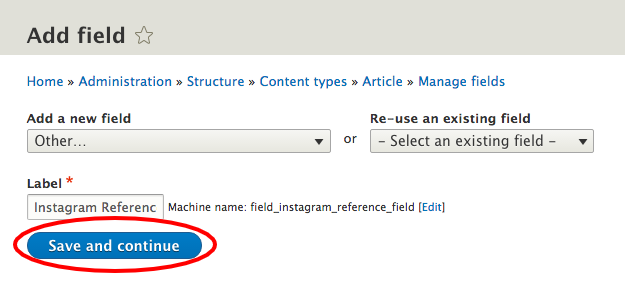 Add field
Home » Administration » Structure » Content types » Article » Manage fields
Add a new field
Re-use an existing field
Other...
or
- Select an existing field -
Label *
Instagram Referenc
Machine name: field_instagram_reference_field [Edit]
Save and continue